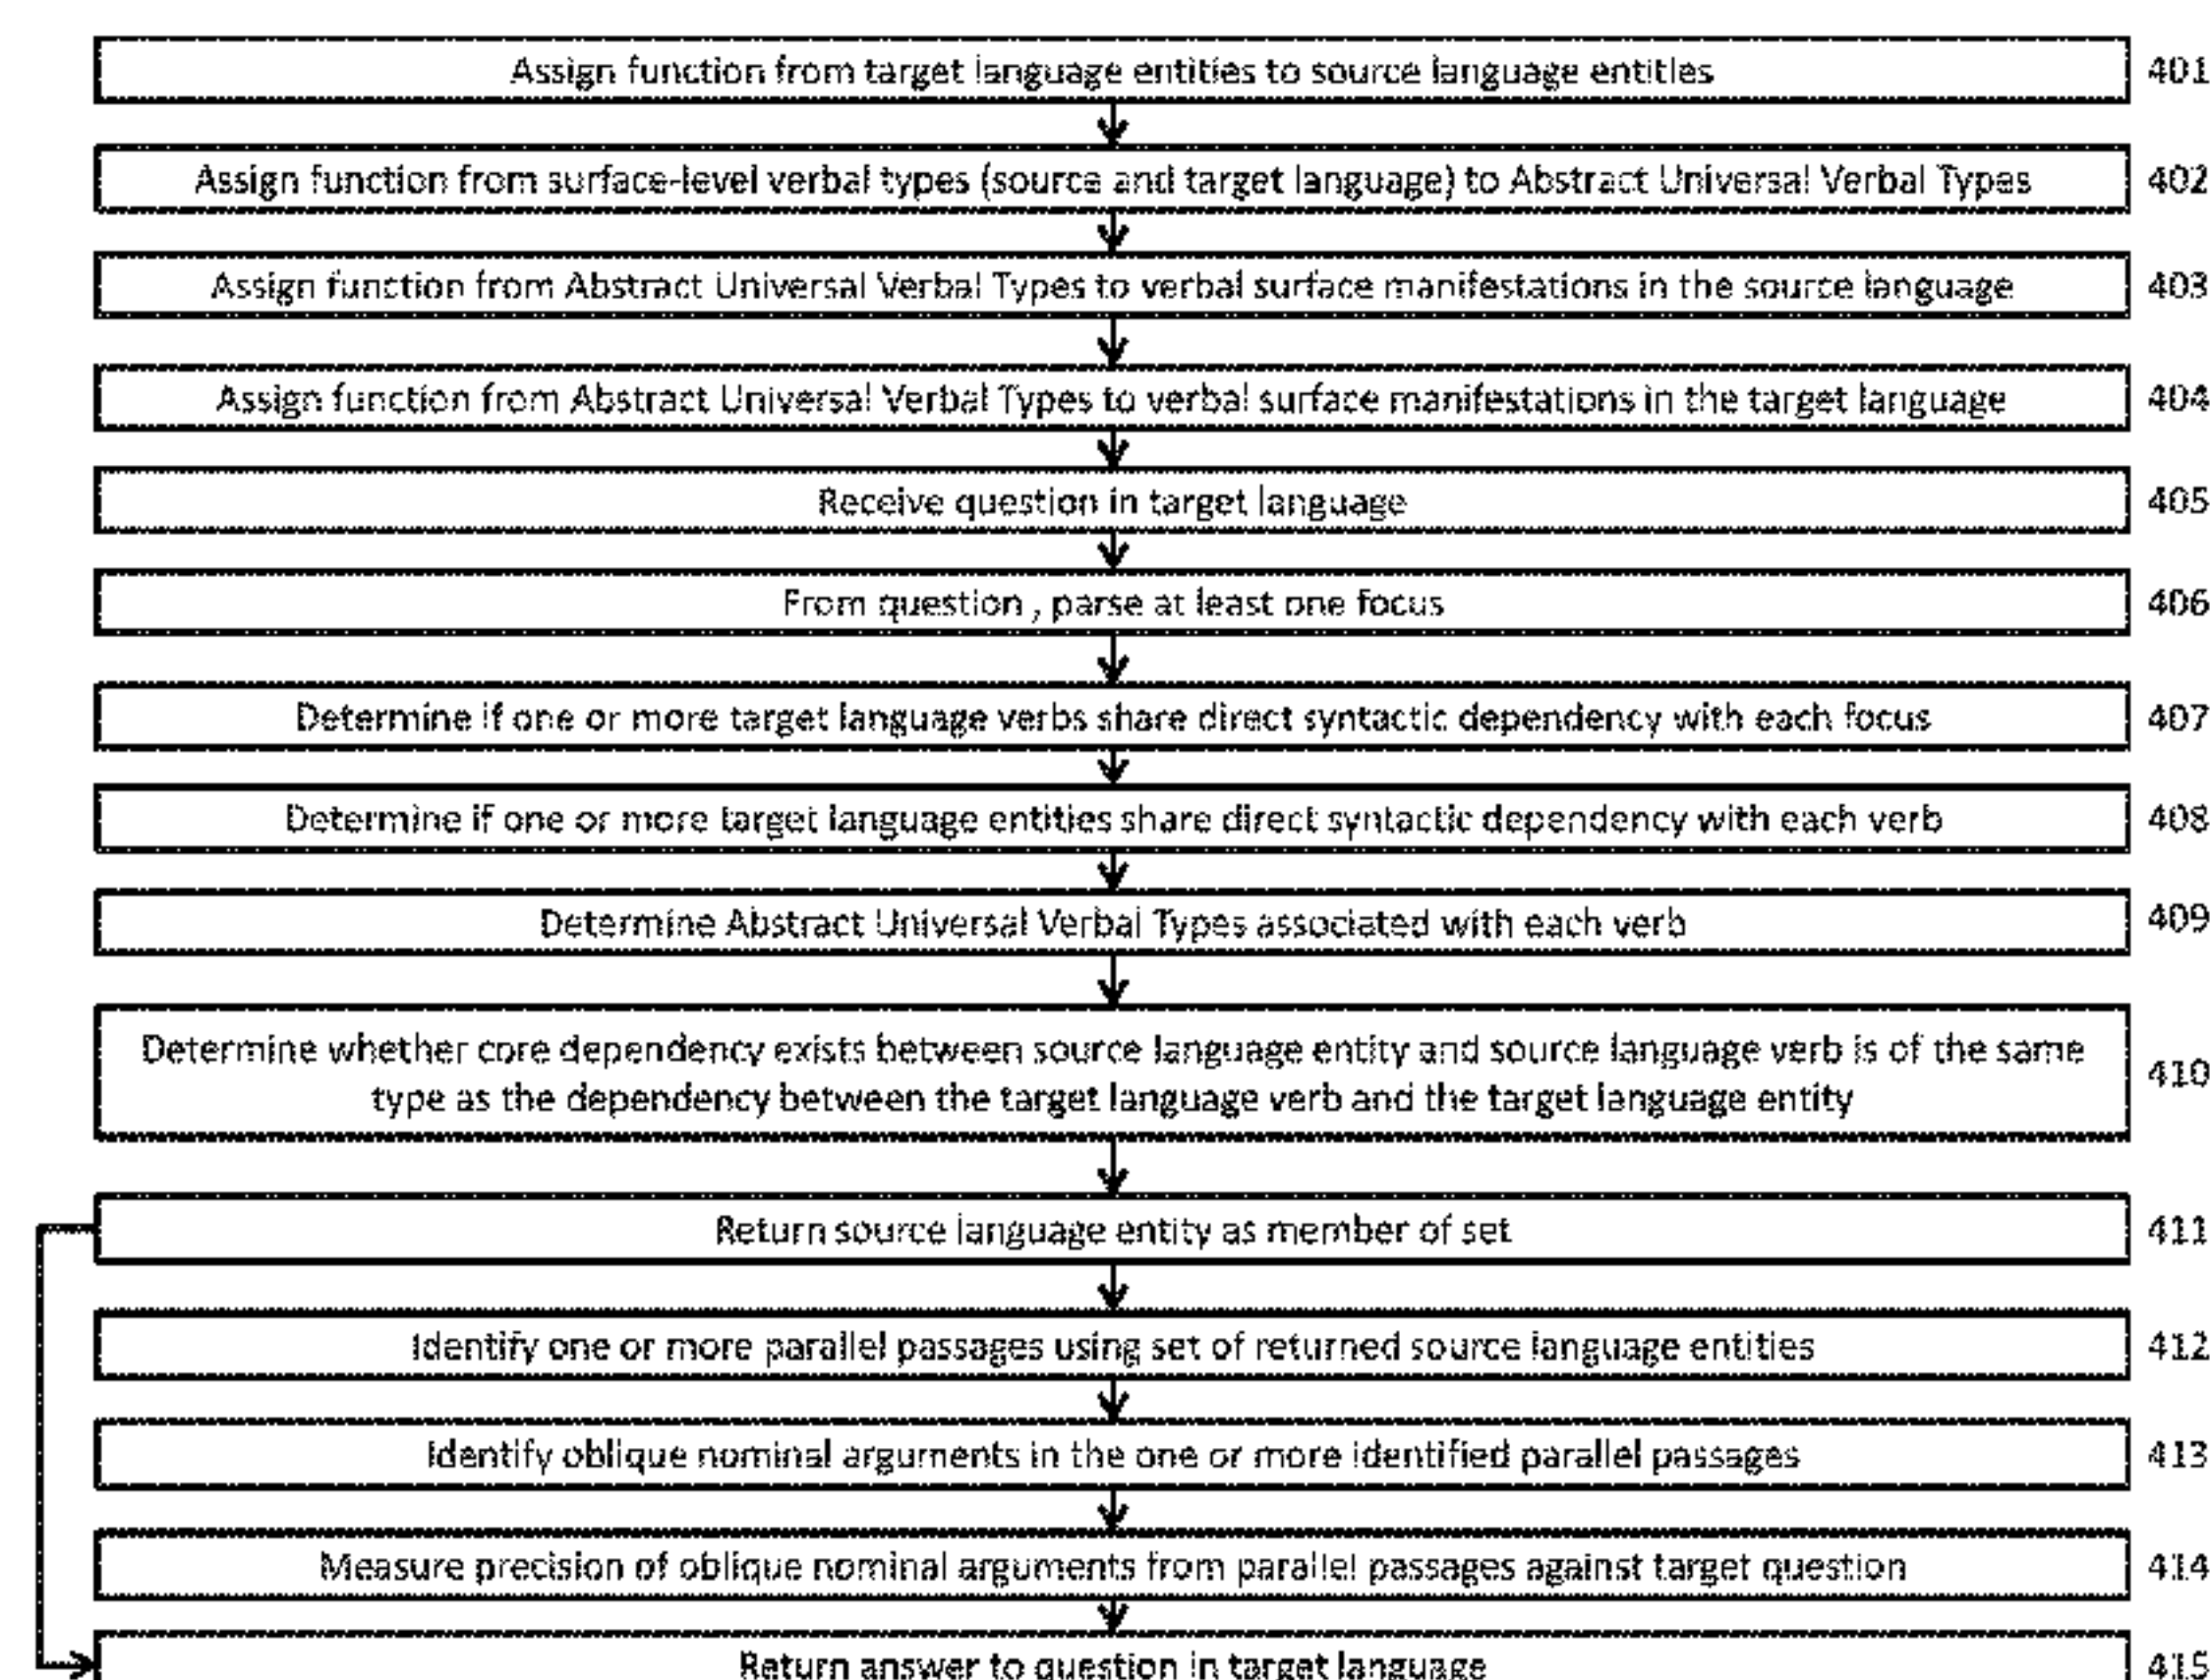 Assign function from target language entities to source language entitles 401
Assign function from surface-level verbal types (source and target language) to Abstract Universal Verbal Types 402
Assign function from Abstract Universal Verbal Types to verbal surface manifestations in the source language 403
Assign function from Abstract Universal Verbal Types to verbal surface manifestations in the target language 404
Receive question in target language 405
From question , parse at least one focus 406
Determine if one or more target language verbs share direct syntactic dependency with each focus 407
Determine if one or more target language entities share direct syntactic dependency with each verb 408
Determine Abstract Universal Verbal Types associated with each verb 409
Determine whether core dependency exists between source language entity and source language verb is of the same
type as the dependency between the target language verb and the target language entity 410
Return source language entity as member of set 411
Identify one or more parallel passages using set of returned source language entities 412
Identify oblique nominal arguments in the one or more identified parallel passages 413
Measure precision of oblique nominal arguments from parallel passages against target question 414
Return answer to question in target language 415